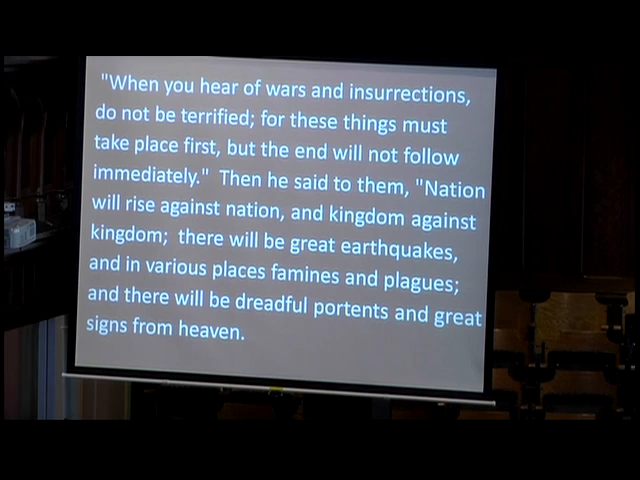 "When you hear of wars and insurrections,
do not be terrified; for these things must
take place first, but the end will not follow
immediately."  Then he said to them, "Nation
will rise against nation, and kingdom against
kingdom;  there will be great earthquakes,
and in various places famines and plagues;
and there will be dreadful portents and great
signs from heaven.